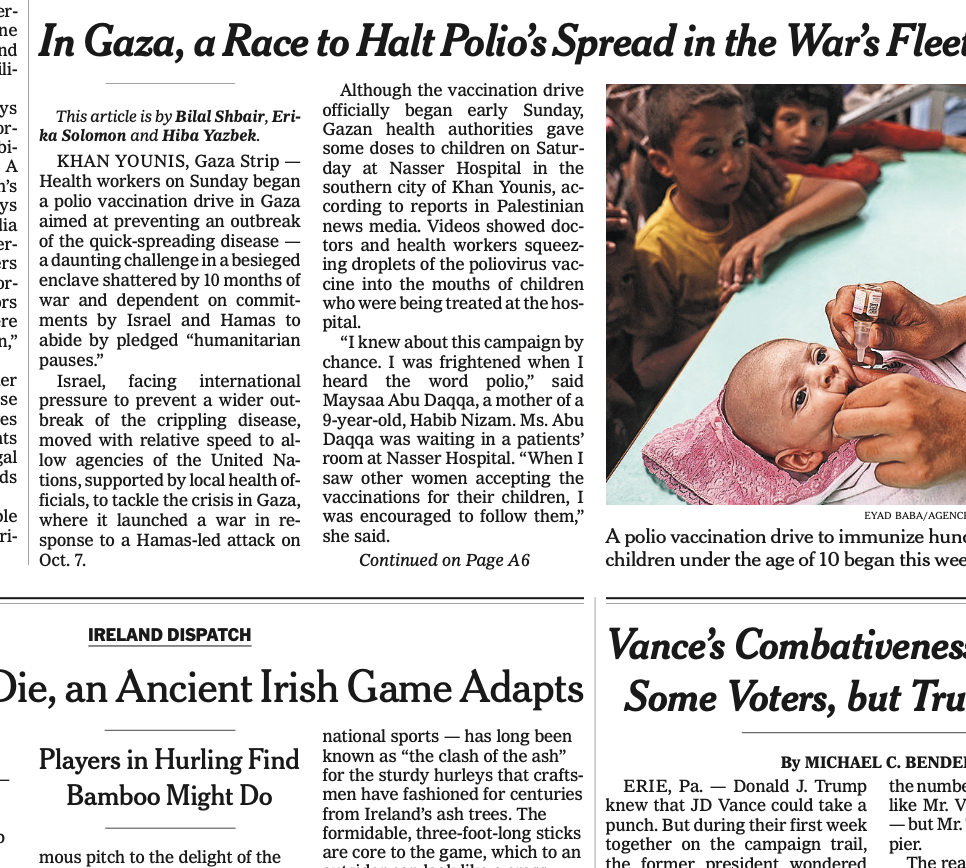 In Gaza, a Race to Halt Polio's Spread in the War's
This article is by Bilal Shbair, Eri-
ka Solomon and Hiba Yazbek.
KHAN YOUNIS, Gaza Strip —
Health workers on Sunday began
a polio vaccination drive in Gaza
aimed at preventing an outbreak
of the quick-spreading disease —
a daunting challenge in a besieged
enclave shattered by 10 months of
war and dependent on commit-
ments by Israel and Hamas to
abide by pledged “humanitarian
pauses.”
Israel, facing international
pressure to prevent a wider out-
break of the crippling disease,
moved with relative speed to al-
low agencies of the United Na-
tions, supported by local health of-
ficials, to tackle the crisis in Gaza,
where it launched a war in re-
sponse to a Hamas-led attack on
Oct. 7.
Although the vaccination drive
officially began early Sunday,
Gazan health authorities gave
some doses to children on Satur-
day at Nasser Hospital in the
southern city of Khan Younis, ac-
cording to reports in Palestinian
news media. Videos showed doc-
tors and health workers squeez-
ing droplets of the poliovirus vac-
cine into the mouths of children
who were being treated at the hos-
pital.
“I knew about this campaign by
chance. I was frightened when I
heard the word polio,” said
Maysaa Abu Daqqa, a mother of a
9-year-old, Habib Nizam. Ms. Abu
Daqqa was waiting in a patients’
room at Nasser Hospital. “When I
saw other women accepting the
vaccinations for their children, I
was encouraged to follow them,”
she said.
Continued on Page A6
EYAD BABA/AGENCE
A polio vaccination drive to immunize
children under the age of 10 began this
IRELAND DISPATCH
Die, an Ancient Irish Game Adapts
Players in Hurling Find
Bamboo Might Do
mous pitch to the delight of the
national sports — has long been
known as “the clash of the ash”
for the sturdy hurleys that crafts-
men have fashioned for centuries
from Ireland’s ash trees. The
formidable, three-foot-long sticks
are core to the game, which to an
Vance’s Combativeness
Some Voters, but
By MICHAEL C. BENDER
ERIE, Pa. — Donald J. Trump
knew that JD Vance could take a
punch. But during their first week
together on the campaign trail,
the former president wondered
the
like Mr.
— but Mr.
pier.
The